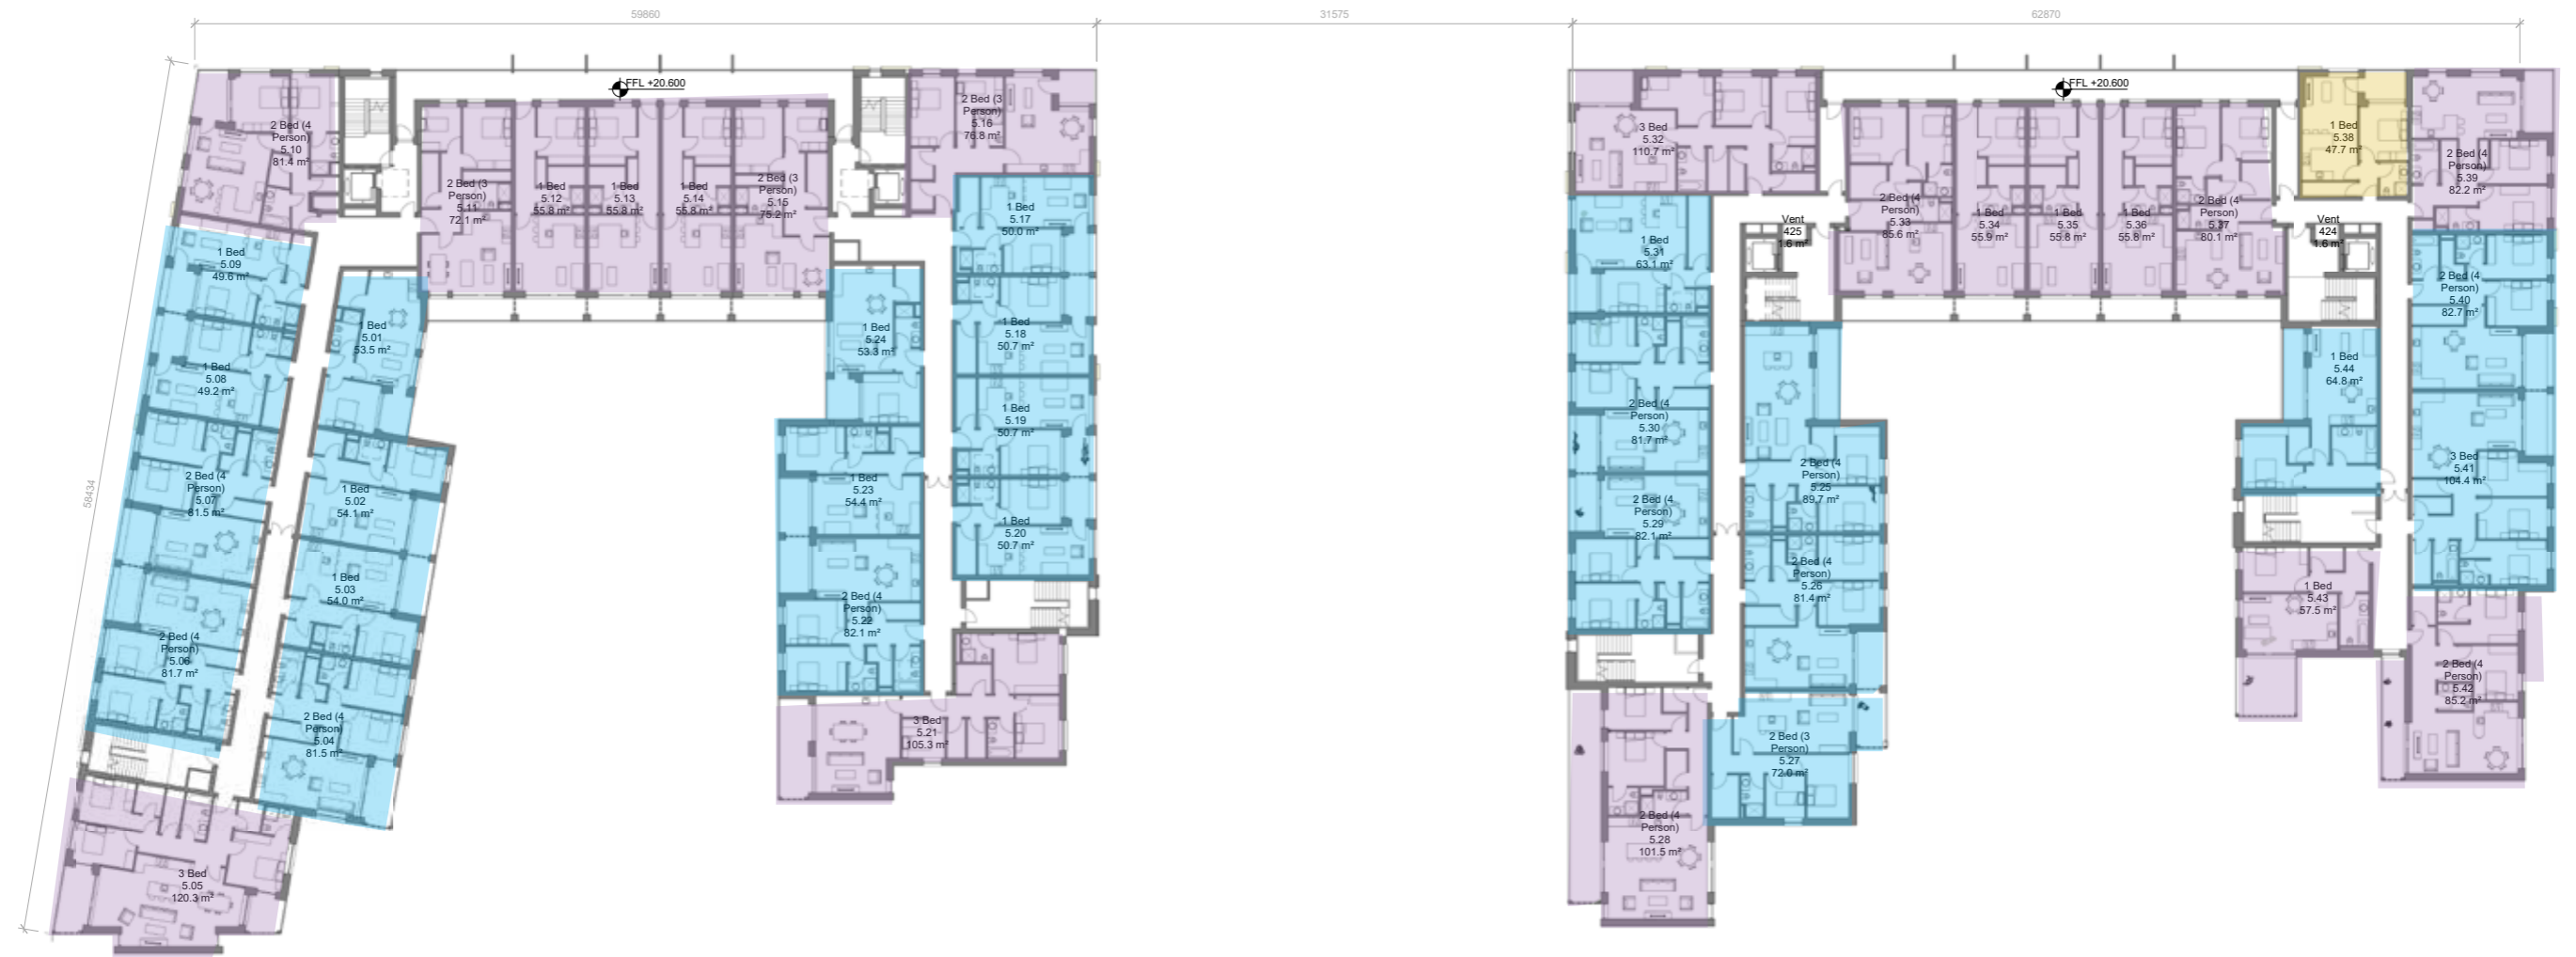 59860
31575
62870
58434
FFL +20.600
FFL +20.600
2 Bed (4
Person)
5.10
81.4 m²
2 Bed (3
Person)
5.11
72.1 m²
1 Bed
5.12
55.8 m²
1 Bed
5.13
55.8 m²
1 Bed
5.14
55.8 m²
2 Bed (3
Person)
5.15
75.2 m²
2 Bed (3
Person)
5.16
76.8 m²
1 Bed
5.17
50.0 m²
1 Bed
5.18
50.7 m²
1 Bed
5.19
50.7 m²
1 Bed
5.20
50.7 m²
3 Bed
5.21
105.3 m²
2 Bed (4
Person)
5.22
82.1 m²
1 Bed
5.23
54.4 m²
1 Bed
5.24
53.3 m²
1 Bed
5.09
49.6 m²
1 Bed
5.08
49.2 m²
2 Bed (4
Person)
5.07
81.5 m²
2 Bed (4
Person)
5.06
81.7 m²
1 Bed
5.01
53.5 m²
1 Bed
5.02
54.1 m²
1 Bed
5.03
54.0 m²
2 Bed (4
Person)
5.04
81.5 m²
3 Bed
5.05
120.3 m²
3 Bed
5.32
110.7 m²
1 Bed
5.31
63.1 m²
2 Bed (4
Person)
5.30
81.7 m²
2 Bed (4
Person)
5.29
82.1 m²
2 Bed (4
Person)
5.28
101.5 m²
2 Bed (4
Person)
5.25
89.7 m²
2 Bed (4
Person)
5.26
81.4 m²
2 Bed (3
Person)
5.27
72.0 m²
Vent
425
1.6 m²
2 Bed (4
Person)
5.33
85.6 m²
1 Bed
5.34
55.9 m²
1 Bed
5.35
55.8 m²
1 Bed
5.36
55.8 m²
2 Bed (4
Person)
5.37
80.1 m²
Vent
424
1.6 m²
1 Bed
5.38
47.7 m²
2 Bed (4
Person)
5.39
82.2 m²
2 Bed (4
Person)
5.40
82.7 m²
3 Bed
5.41
104.4 m²
2 Bed (4
Person)
5.42
85.2 m²
1 Bed
5.43
57.5 m²
1 Bed
5.44
64.8 m²